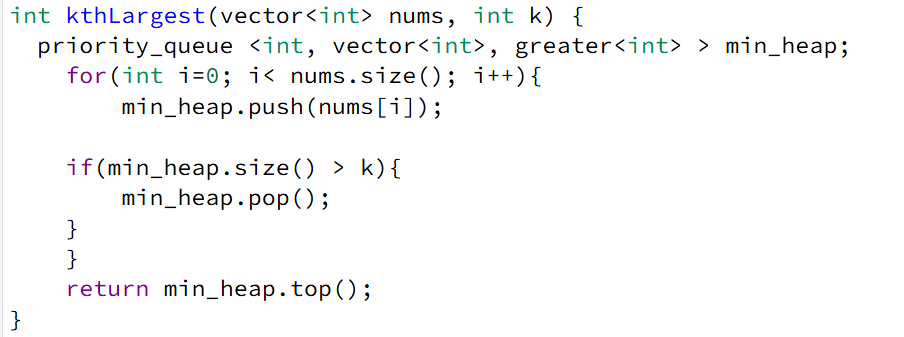 int kthLargest(vector<int> nums, int k) {
  priority_queue <int, vector<int>, greater<int> > min_heap;
    for(int i=0; i< nums.size(); i++){
        min_heap.push(nums[i]);

    if(min_heap.size() > k){
        min_heap.pop();
    }
    }
    return min_heap.top();
}